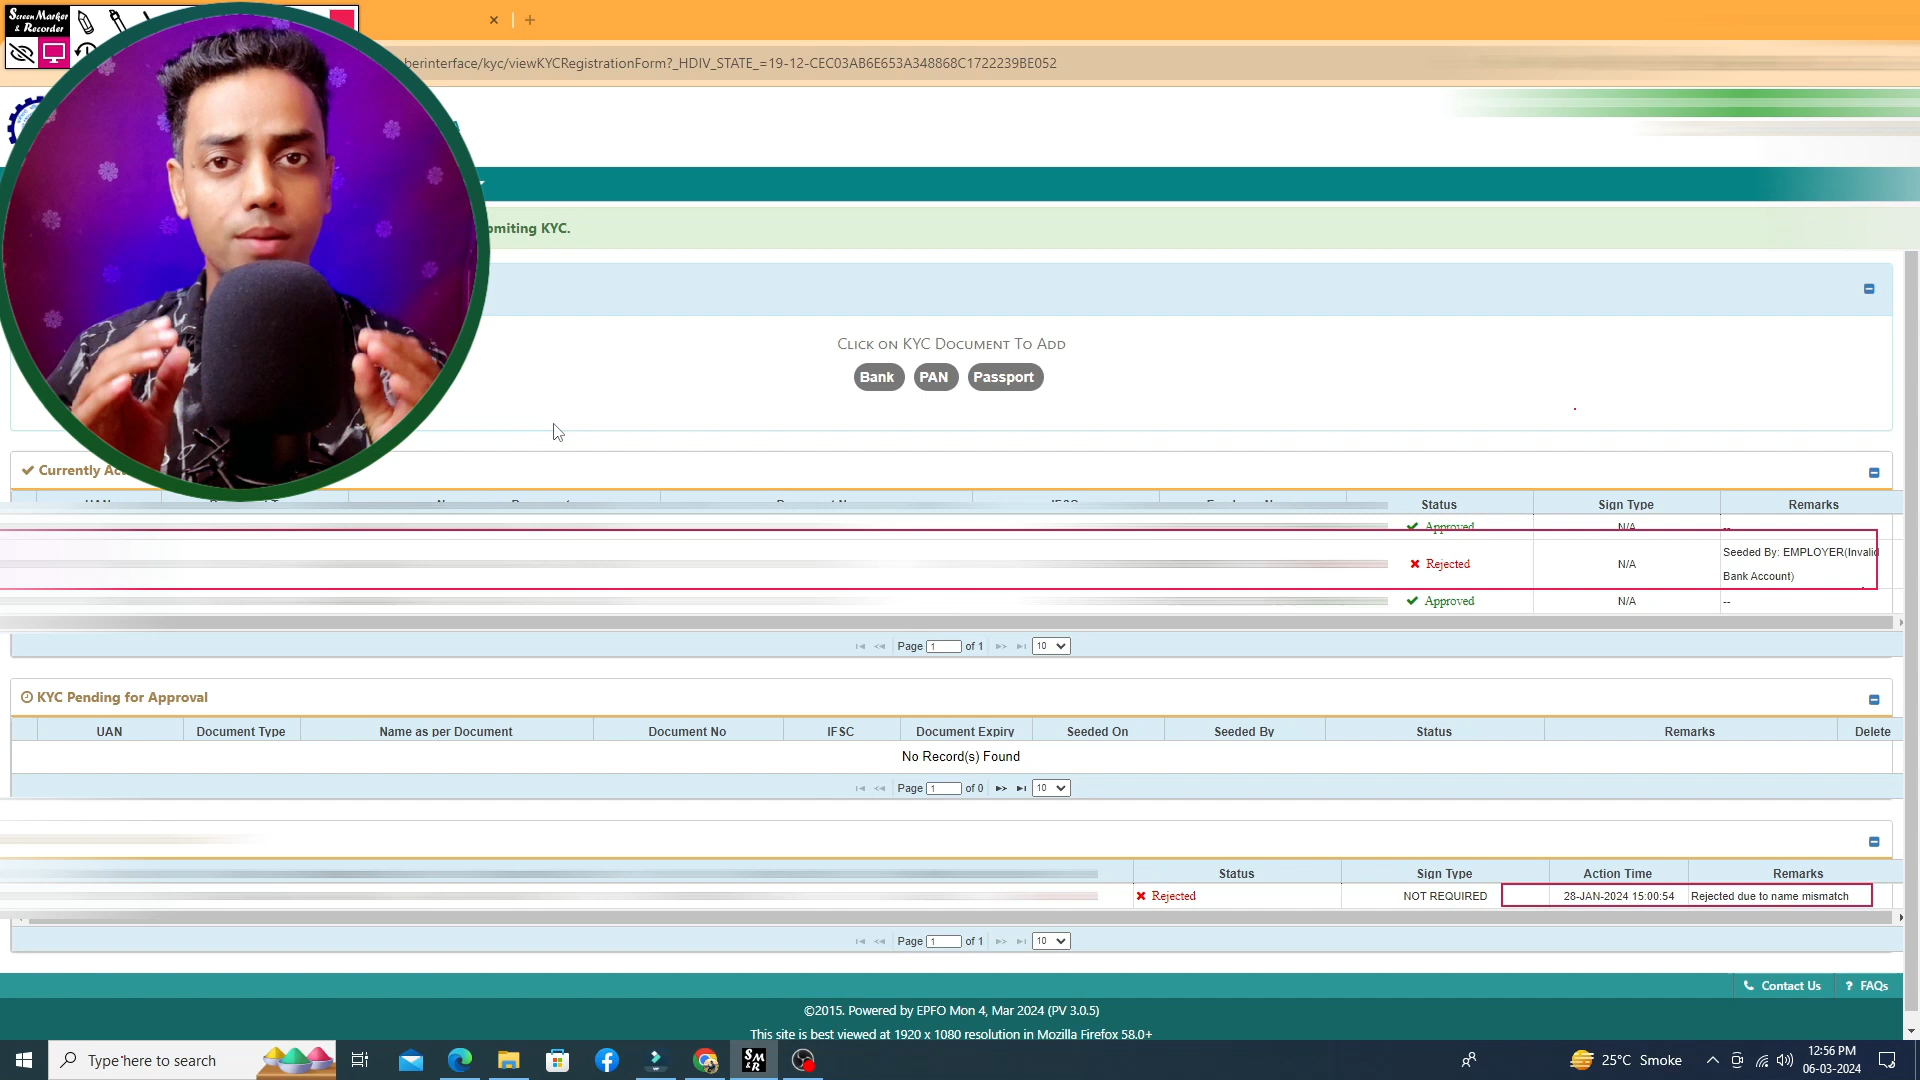 Screen Marker
& Recorder
berinterface/kyc/viewKYCRegistrationForm?_HDIV_STATE_=19-12-CEC03AB6E653A348868C1722239BE052
bmiting KYC.
CLICK ON KYC DOCUMENT TO ADD
Bank PAN Passport
Currently Ac
Status Sign Type Remarks
Approved N/A --
Rejected N/A Seeded By: EMPLOYER(Invalid
Bank Account)
Approved N/A --
Page 1 of 1 10
KYC Pending for Approval
UAN Document Type Name as per Document Document No IFSC Document Expiry Seeded On Seeded By Status Remarks Delete
No Record(s) Found
Page 1 of 0 10
Status Sign Type Action Time Remarks
Rejected NOT REQUIRED 28-JAN-2024 15:00:54 Rejected due to name mismatch
Page 1 of 1 10
Contact Us ? FAQs
©2015. Powered by EPFO Mon 4, Mar 2024 (PV 3.0.5)
This site is best viewed at 1920 x 1080 resolution in Mozilla Firefox 58.0+
Type here to search
SM
&R
25°C Smoke
12:56 PM
06-03-2024